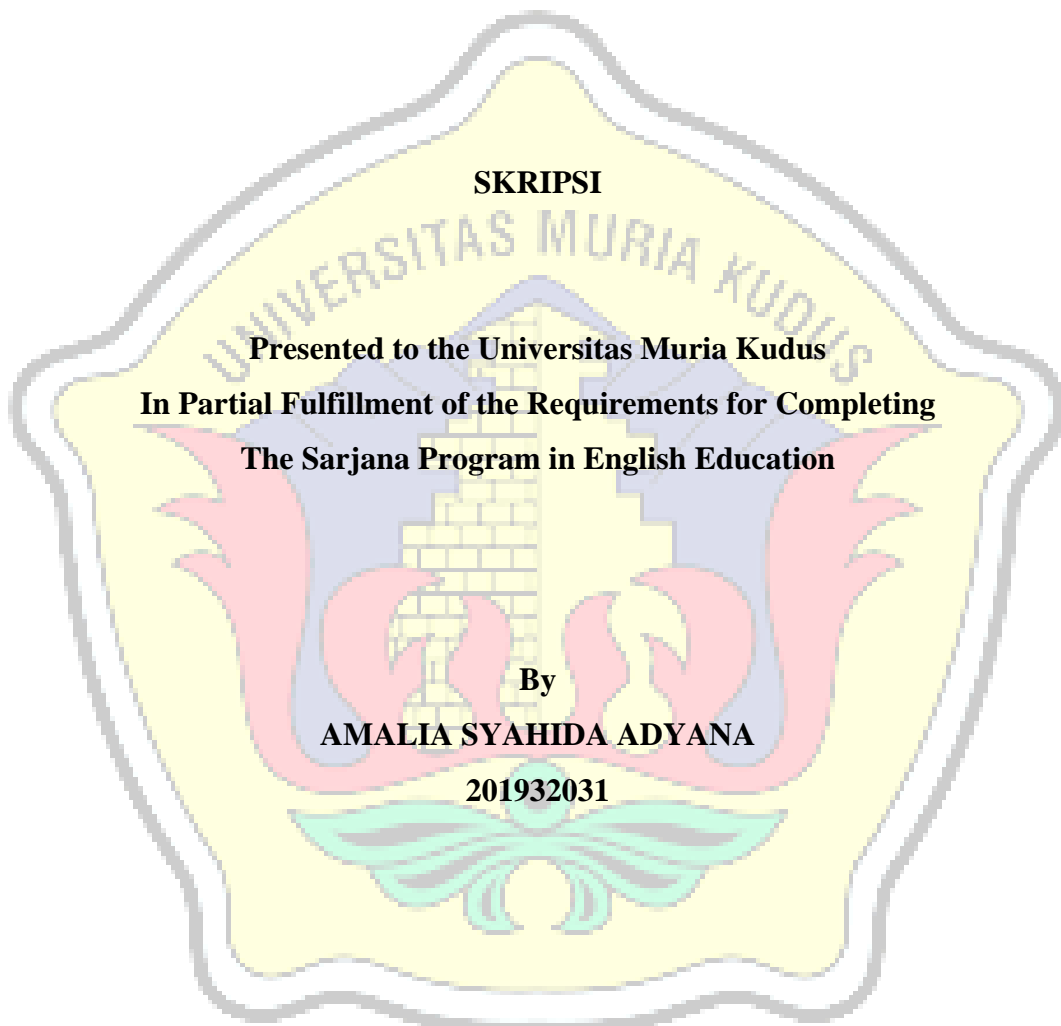 SKRIPSI
UNIVERSITAS MURIA KUDUS
Presented to the Universitas Muria Kudus
In Partial Fulfillment of the Requirements for Completing
The Sarjana Program in English Education
By
AMALIA SYAHIDA ADYANA
201932031